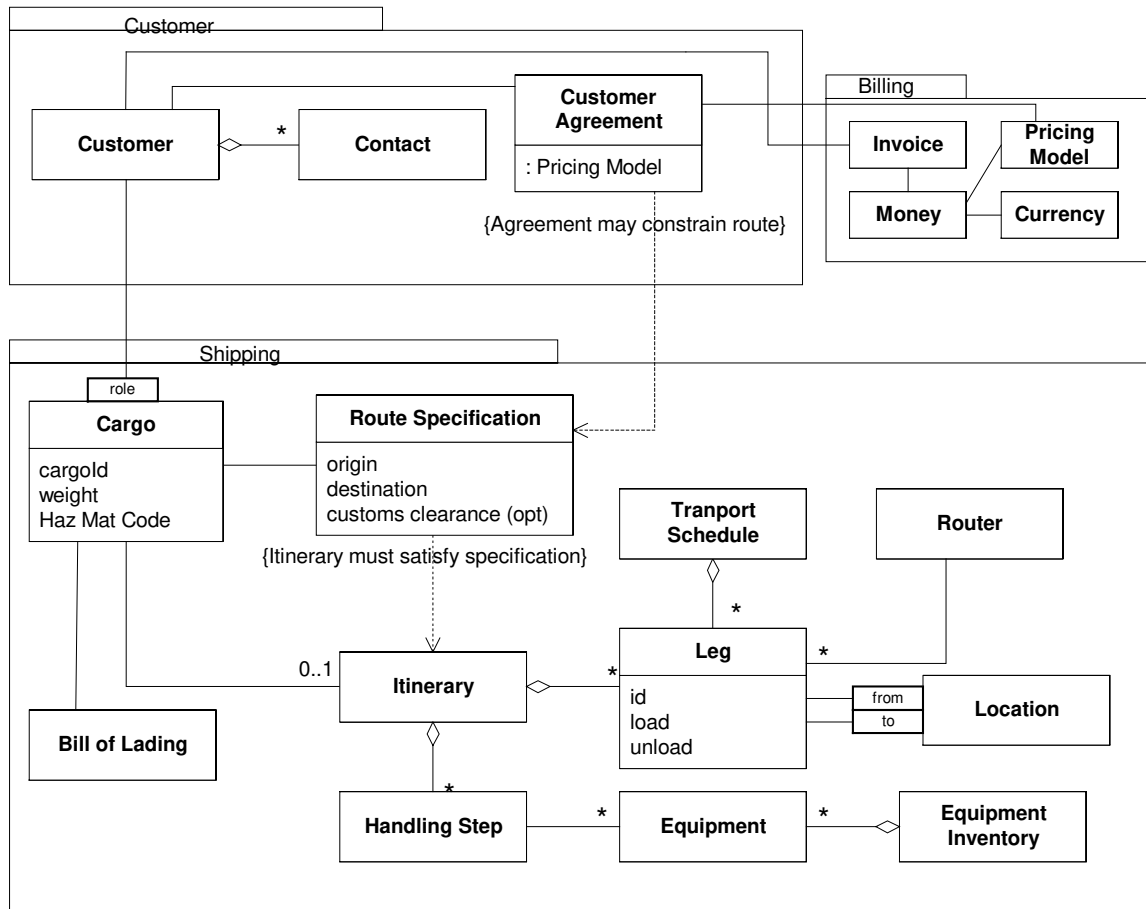 Customer
Customer
*
Contact
Customer
Agreement
: Pricing Model
{Agreement may constrain route}
Billing
Invoice
Pricing
Model
Money
Currency
Shipping
role
Cargo
cargoId
weight
Haz Mat Code
Route Specification
origin
destination
customs clearance (opt)
{Itinerary must satisfy specification}
Tranport
Schedule
*
Router
*
0..1
Itinerary
*
Leg
id
load
unload
from
to
Location
Bill of Lading
*
Handling Step
*
Equipment
*
Equipment
Inventory